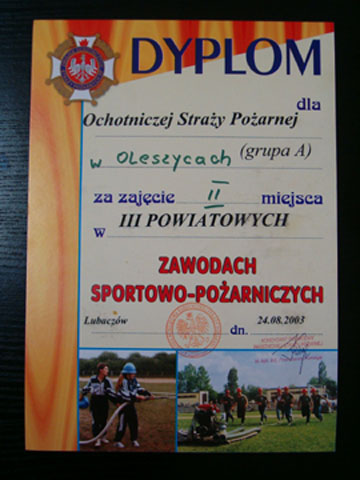 DYPLOM
dla
Ochotniczej Straży Pożarnej
w Oleszycach (grupa A)
za zajęcie II miejsca
w III POWIATOWYCH
ZAWODACH
SPORTOWO-POŻARNICZYCH
Lubaczów dn. 24.08.2003